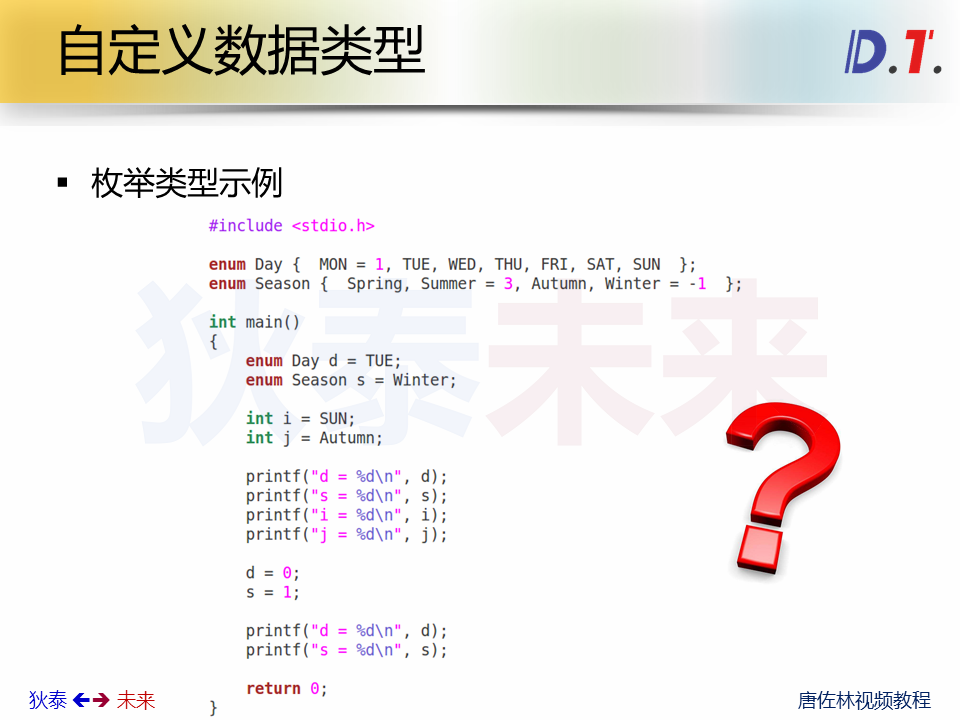 自定义数据类型
D.T.
▪ 枚举类型示例
#include <stdio.h>
enum Day {  MON = 1, TUE, WED, THU, FRI, SAT, SUN  };
enum Season {  Spring, Summer = 3, Autumn, Winter = -1  };
int main()
{
    enum Day d = TUE;
    enum Season s = Winter;
    int i = SUN;
    int j = Autumn;
    printf("d = %d\n", d);
    printf("s = %d\n", s);
    printf("i = %d\n", i);
    printf("j = %d\n", j);
    d = 0;
    s = 1;
    printf("d = %d\n", d);
    printf("s = %d\n", s);
    return 0;
}
狄泰未来
?
狄泰 未来
唐佐林视频教程